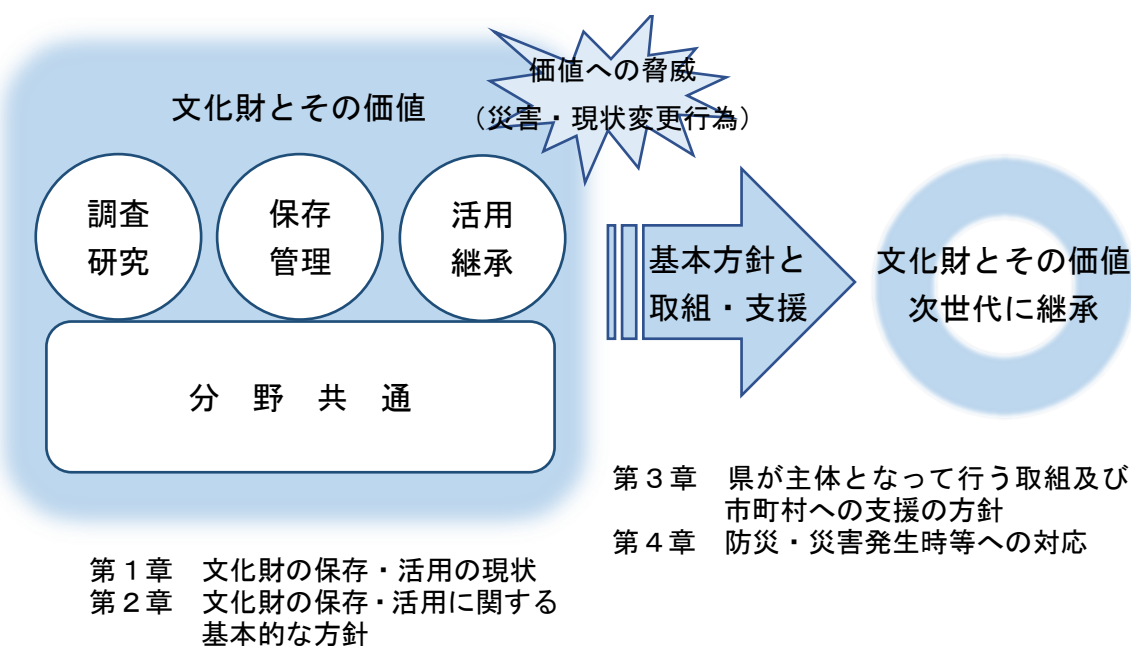 価値への脅威
（災害・現状変更行為）
文化財とその価値
調査
研究
保存
管理
活用
継承
分　野　共　通
基本方針と
取組・支援
文化財とその価値
次世代に継承
第１章　文化財の保存・活用の現状
第２章　文化財の保存・活用に関する
基本的な方針
第３章　県が主体となって行う取組及び
市町村への支援の方針
第４章　防災・災害発生時等への対応